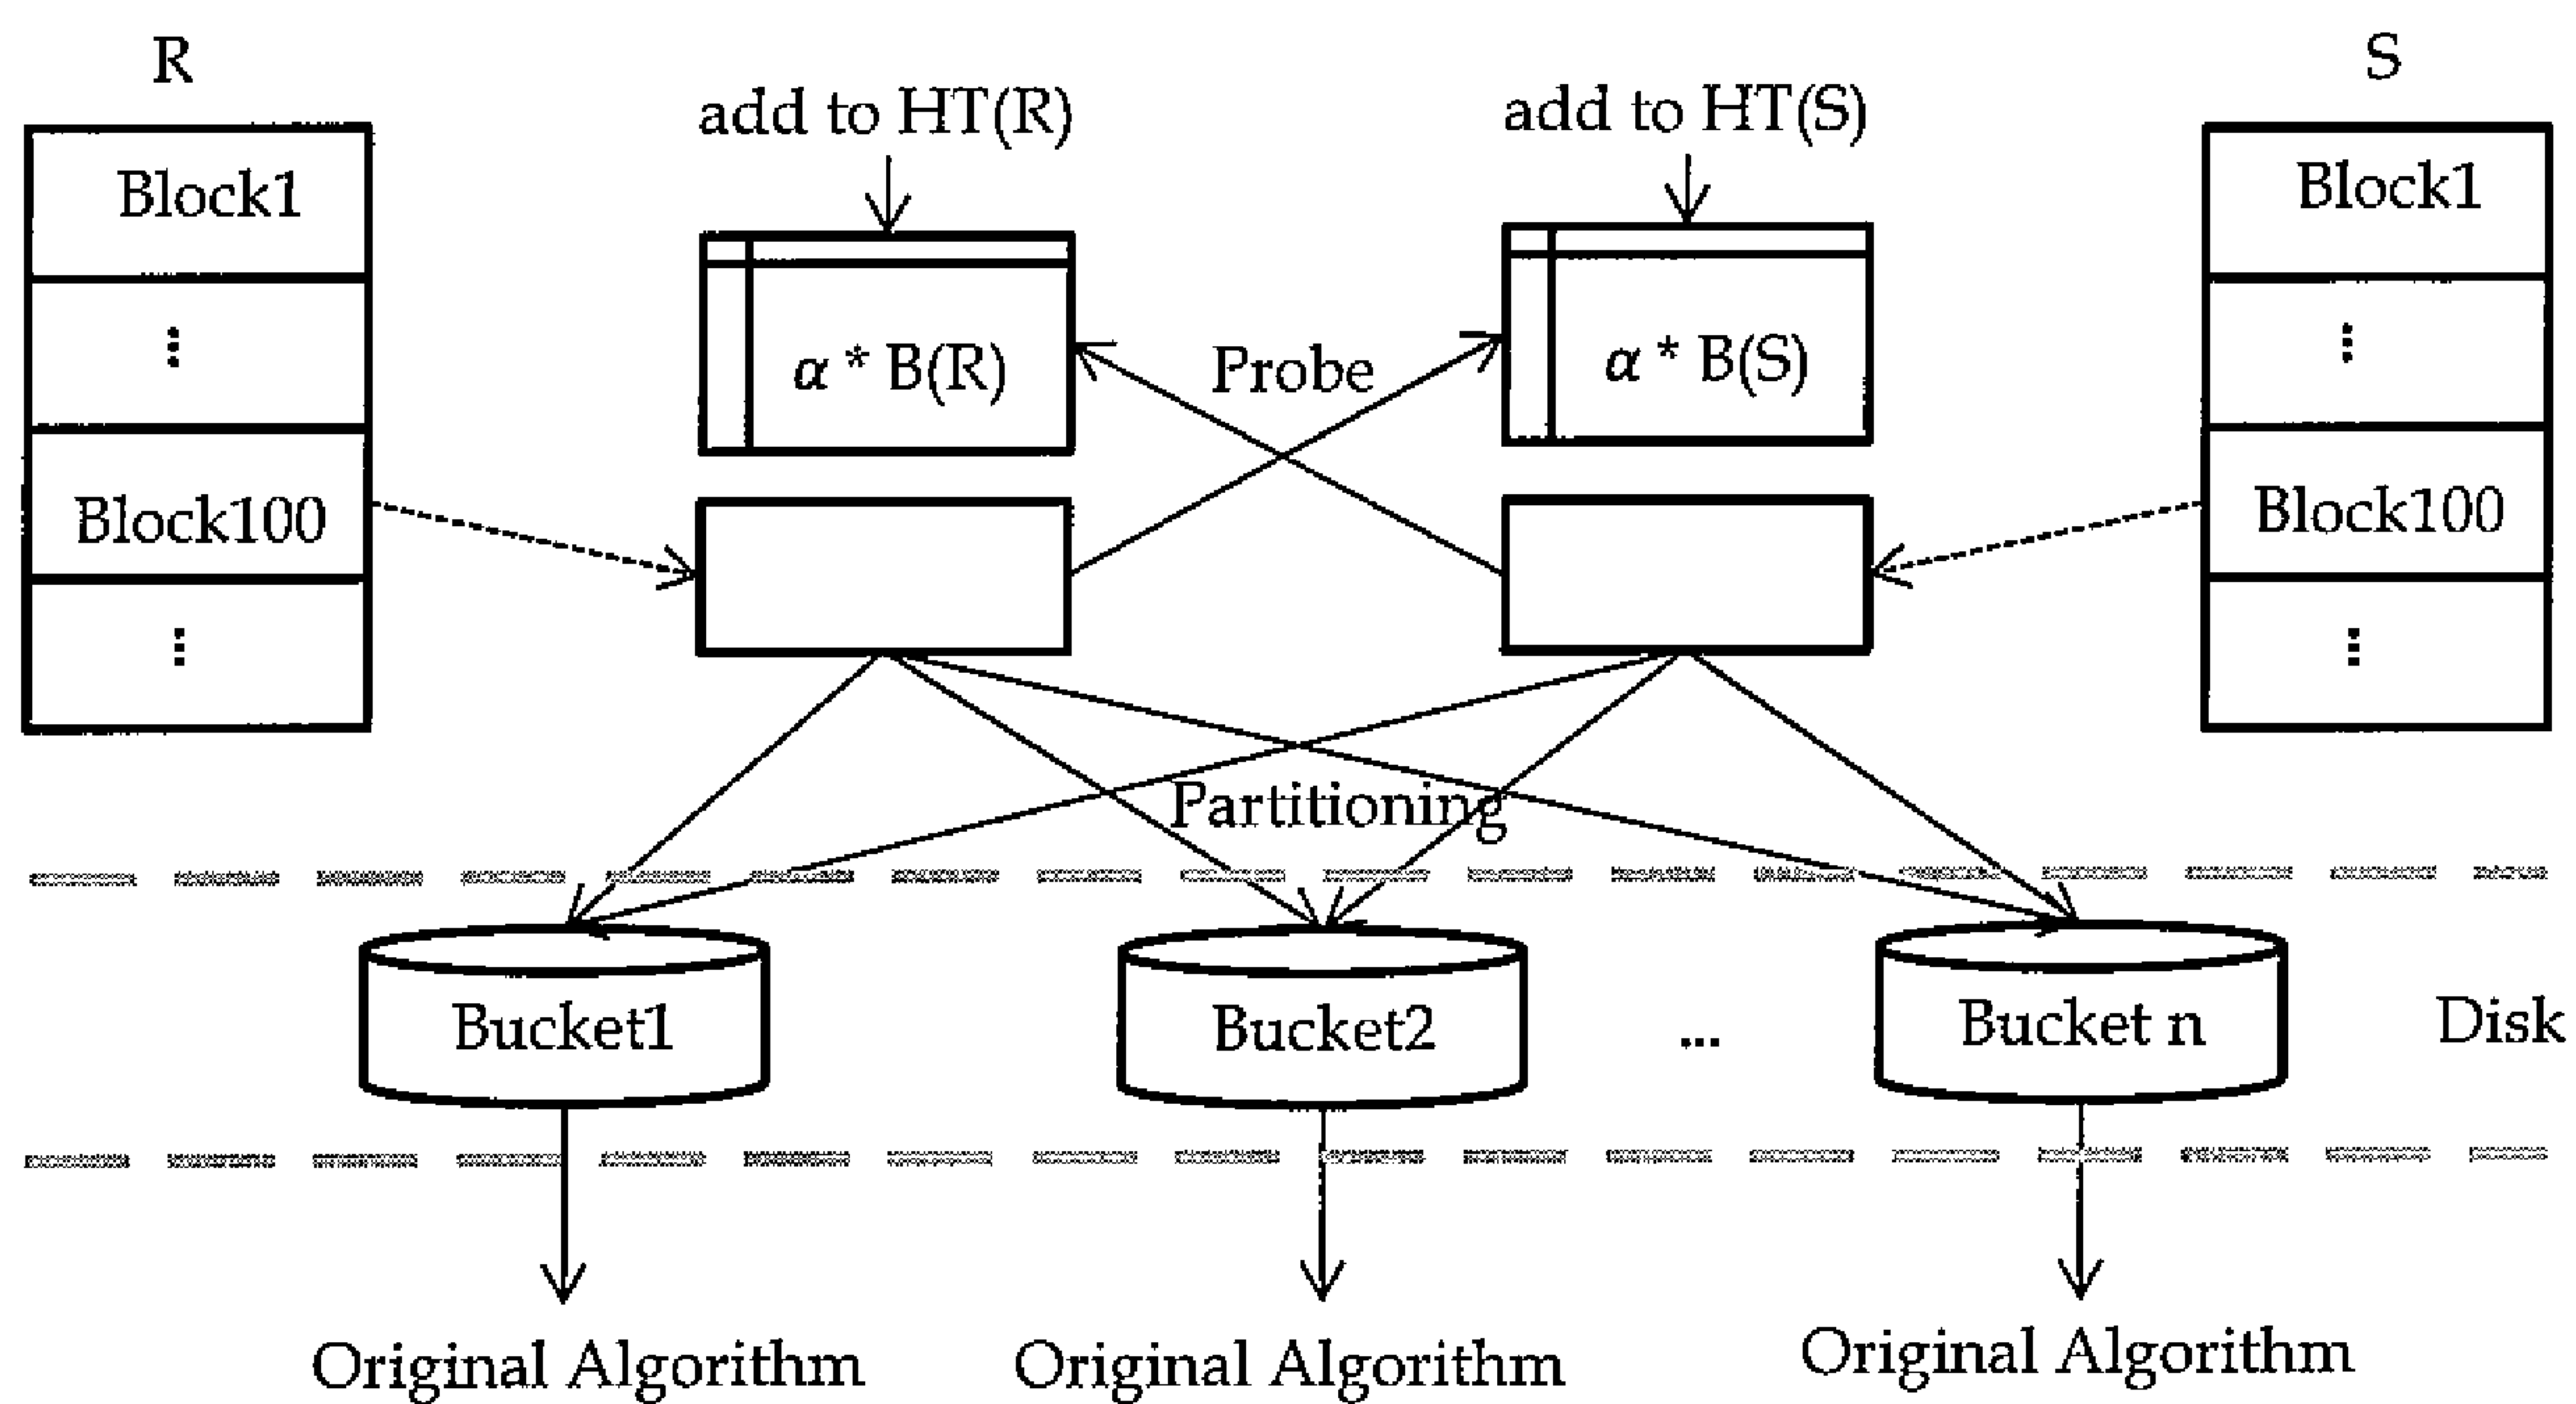 R
S
add to HT(R)
add to HT(S)
Block1
Block1
⋮
α * B(R)
Probe
α * B(S)
⋮
Block100
Block100
⋮
⋮
Partitioning
Bucket1
Bucket2
...
Bucket n
Disk
Original Algorithm
Original Algorithm
Original Algorithm